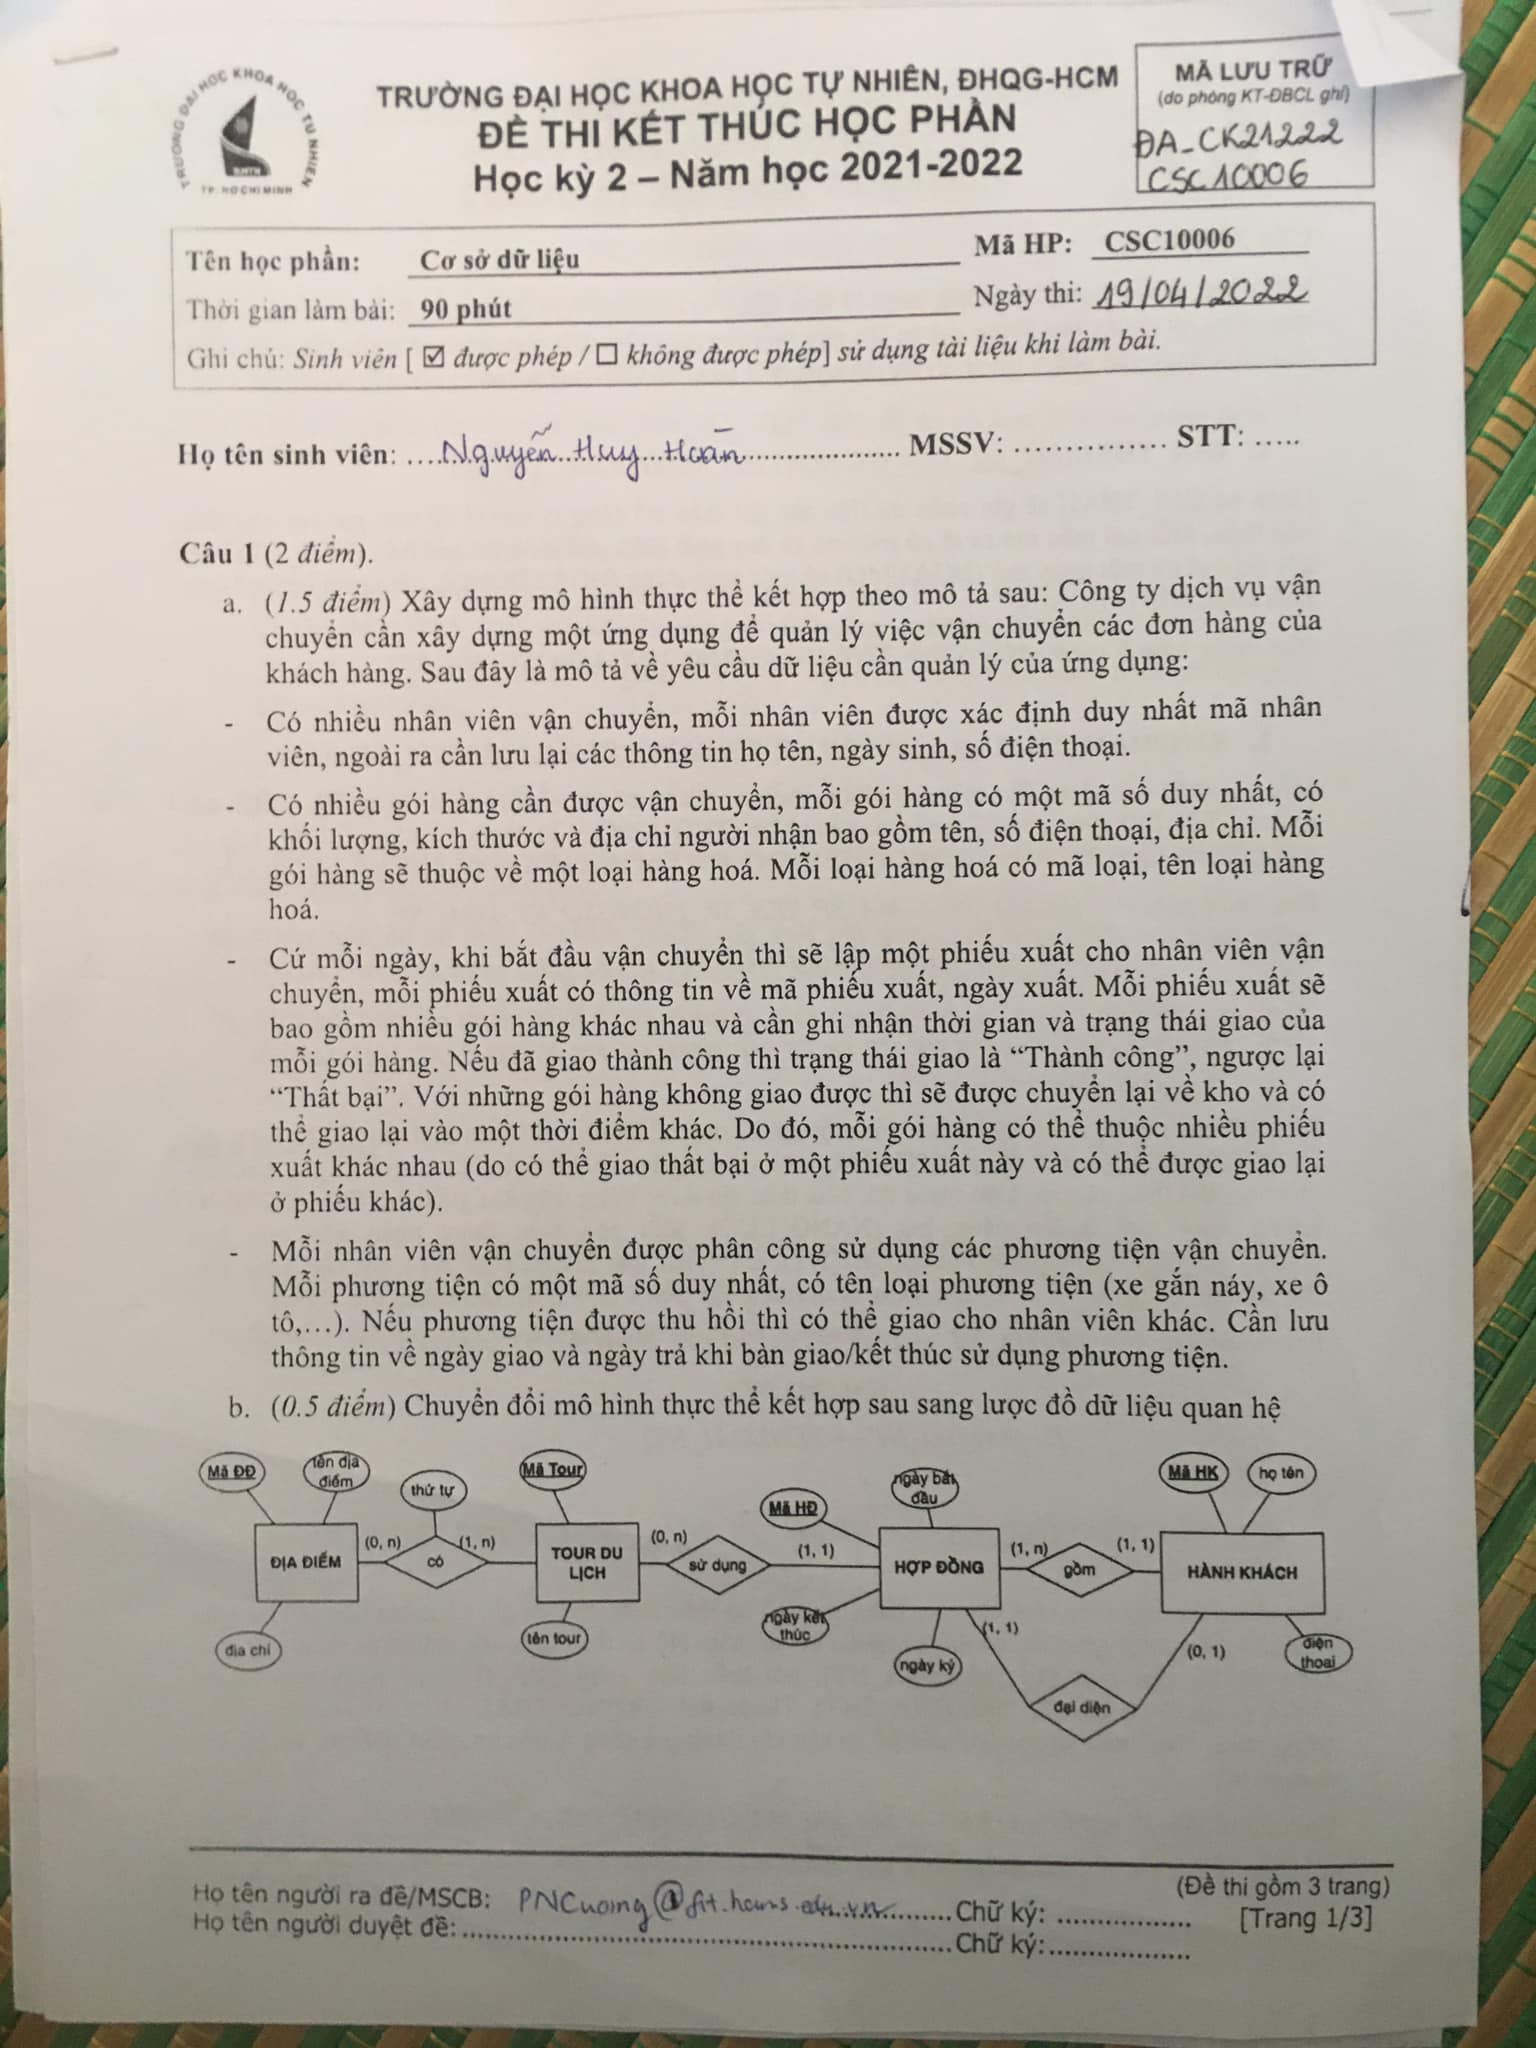 TRƯỜNG ĐẠI HỌC KHOA HỌC TỰ NHIÊN
TP. HỒ CHÍ MINH
TRƯỜNG ĐẠI HỌC KHOA HỌC TỰ NHIÊN, ĐHQG-HCM
ĐỀ THI KẾT THÚC HỌC PHẦN
Học kỳ 2 – Năm học 2021-2022
MÃ LƯU TRỮ
(do phòng KT-ĐBCL ghi)
ĐA_CK21222
CSC10006
Tên học phần: Cơ sở dữ liệu Mã HP: CSC10006
Thời gian làm bài: 90 phút Ngày thi: 19/04/2022
Ghi chú: Sinh viên [ ☑ được phép / ☐ không được phép] sử dụng tài liệu khi làm bài.
Họ tên sinh viên: ....Nguyễn Huy Hoàn.................... MSSV: ............... STT: .....
Câu 1 (2 điểm).
a. (1.5 điểm) Xây dựng mô hình thực thể kết hợp theo mô tả sau: Công ty dịch vụ vận
chuyển cần xây dựng một ứng dụng để quản lý việc vận chuyển các đơn hàng của
khách hàng. Sau đây là mô tả về yêu cầu dữ liệu cần quản lý của ứng dụng:
- Có nhiều nhân viên vận chuyển, mỗi nhân viên được xác định duy nhất mã nhân
viên, ngoài ra cần lưu lại các thông tin họ tên, ngày sinh, số điện thoại.
- Có nhiều gói hàng cần được vận chuyển, mỗi gói hàng có một mã số duy nhất, có
khối lượng, kích thước và địa chỉ người nhận bao gồm tên, số điện thoại, địa chỉ. Mỗi
gói hàng sẽ thuộc về một loại hàng hoá. Mỗi loại hàng hoá có mã loại, tên loại hàng
hoá.
- Cứ mỗi ngày, khi bắt đầu vận chuyển thì sẽ lập một phiếu xuất cho nhân viên vận
chuyển, mỗi phiếu xuất có thông tin về mã phiếu xuất, ngày xuất. Mỗi phiếu xuất sẽ
bao gồm nhiều gói hàng khác nhau và cần ghi nhận thời gian và trạng thái giao của
mỗi gói hàng. Nếu đã giao thành công thì trạng thái giao là “Thành công”, ngược lại
“Thất bại”. Với những gói hàng không giao được thì sẽ được chuyển lại về kho và có
thể giao lại vào một thời điểm khác. Do đó, mỗi gói hàng có thể thuộc nhiều phiếu
xuất khác nhau (do có thể giao thất bại ở một phiếu xuất này và có thể được giao lại
ở phiếu khác).
- Mỗi nhân viên vận chuyển được phân công sử dụng các phương tiện vận chuyển.
Mỗi phương tiện có một mã số duy nhất, có tên loại phương tiện (xe gắn náy, xe ô
tô,…). Nếu phương tiện được thu hồi thì có thể giao cho nhân viên khác. Cần lưu
thông tin về ngày giao và ngày trả khi bàn giao/kết thúc sử dụng phương tiện.
b. (0.5 điểm) Chuyển đổi mô hình thực thể kết hợp sau sang lược đồ dữ liệu quan hệ
Mã ĐĐ
tên địa
điểm
thứ tự
Mã Tour
Mã HĐ
ngày bắt
đầu
Mã HK
họ tên
ĐỊA ĐIỂM
(0, n)
có
(1, n)
TOUR DU
LỊCH
(0, n)
sử dụng
(1, 1)
HỢP ĐỒNG
(1, n)
gồm
(1, 1)
HÀNH KHÁCH
địa chỉ
tên tour
ngày kết
thúc
ngày ký
(1, 1)
đại diện
(0, 1)
điện
thoại
Họ tên người ra đề/MSCB: PNCuong@fit.hcmus.edu.vn Chữ ký: .................
Họ tên người duyệt đề: ............................................ Chữ ký: .................
(Đề thi gồm 3 trang)
[Trang 1/3]